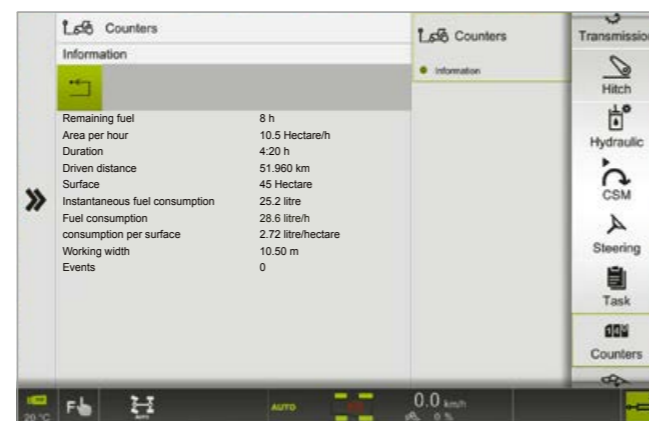 Counters
Information
Remaining fuel 8 h
Area per hour 10.5 Hectare/h
Duration 4:20 h
Driven distance 51.960 km
Surface 45 Hectare
Instantaneous fuel consumption 25.2 litre
Fuel consumption 28.6 litre/h
consumption per surface 2.72 litre/hectare
Working width 10.50 m
Events 0
Counters
Information
Transmissio
Hitch
Hydraulic
CSM
Steering
Task
Counters
20 °C
F
AUTO
0.0 km/h
0 %